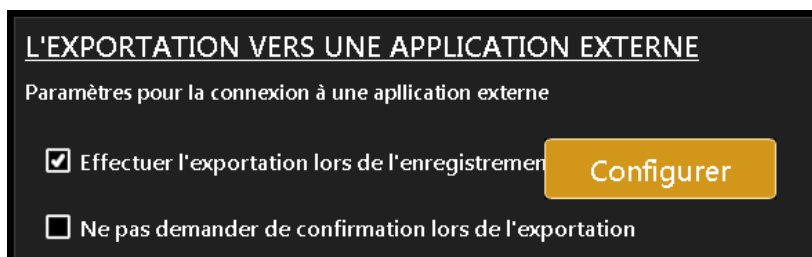 L'EXPORTATION VERS UNE APPLICATION EXTERNE
Paramètres pour la connexion à une apllication externe
Effectuer l'exportation lors de l'enregistremen
Configurer
Ne pas demander de confirmation lors de l'exportation